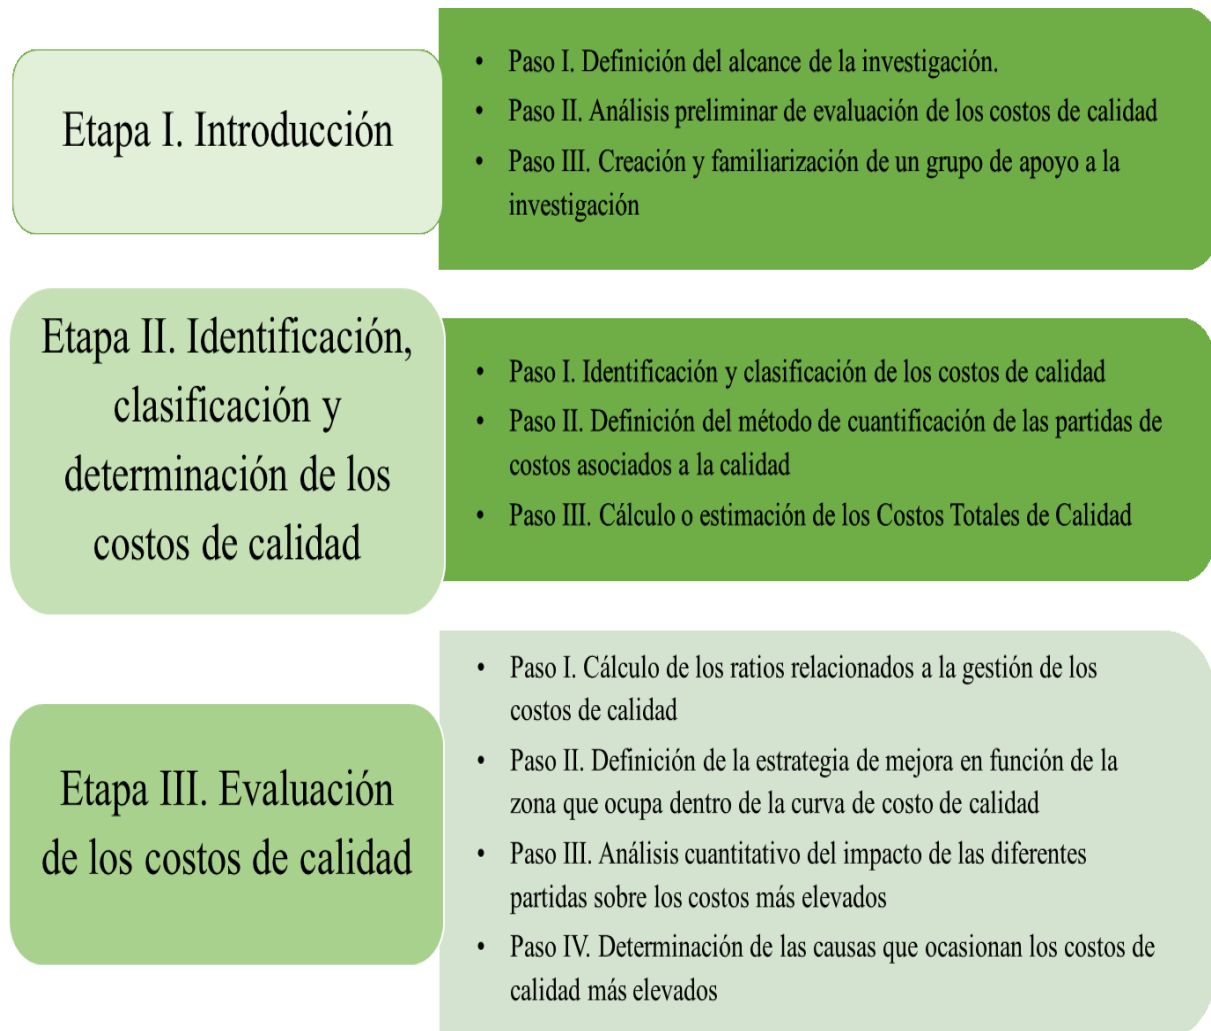 Etapa I. Introducción
• Paso I. Definición del alcance de la investigación.
• Paso II. Análisis preliminar de evaluación de los costos de calidad
• Paso III. Creación y familiarización de un grupo de apoyo a la
investigación
Etapa II. Identificación,
clasificación y
determinación de los
costos de calidad
• Paso I. Identificación y clasificación de los costos de calidad
• Paso II. Definición del método de cuantificación de las partidas de
costos asociados a la calidad
• Paso III. Cálculo o estimación de los Costos Totales de Calidad
Etapa III. Evaluación
de los costos de calidad
• Paso I. Cálculo de los ratios relacionados a la gestión de los
costos de calidad
• Paso II. Definición de la estrategia de mejora en función de la
zona que ocupa dentro de la curva de costo de calidad
• Paso III. Análisis cuantitativo del impacto de las diferentes
partidas sobre los costos más elevados
• Paso IV. Determinación de las causas que ocasionan los costos de
calidad más elevados